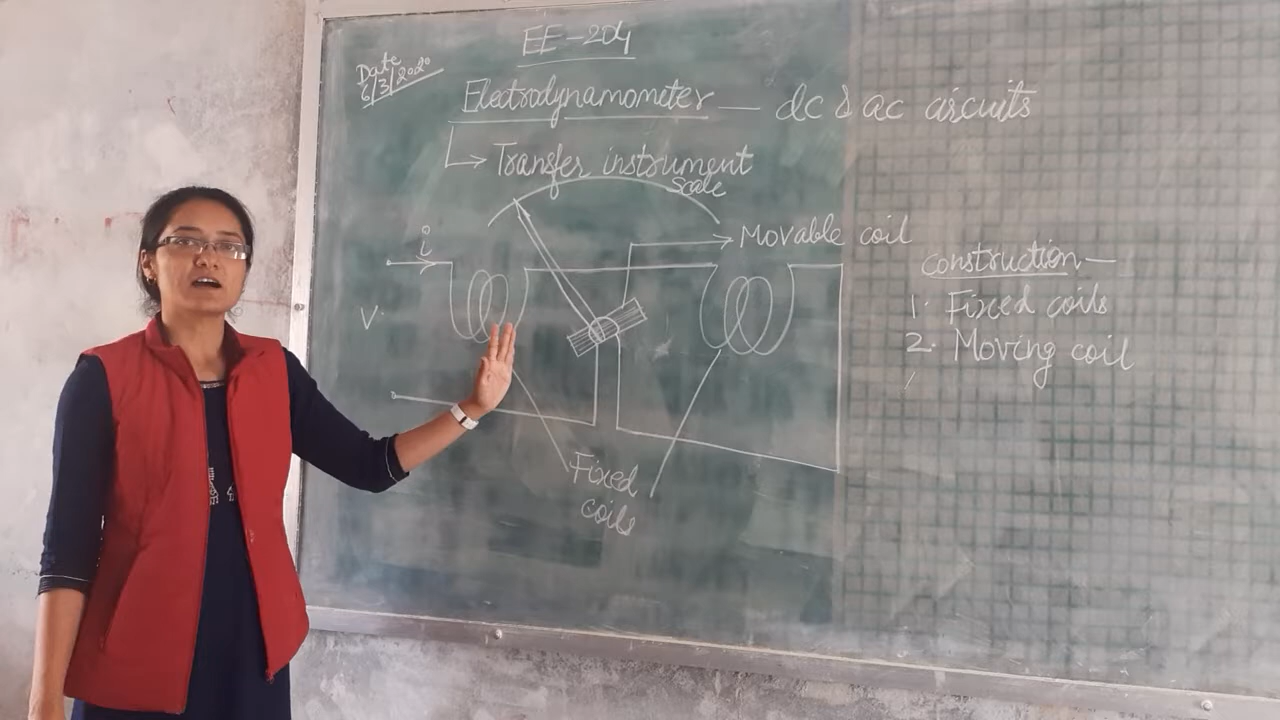 EE-204
Date
6/3/2020
Electrodynamometer — dc & ac circuits
Transfer instrument
Scale
i
Movable coil
V
Construction —
1. Fixed coils
2. Moving coil
Fixed
coils